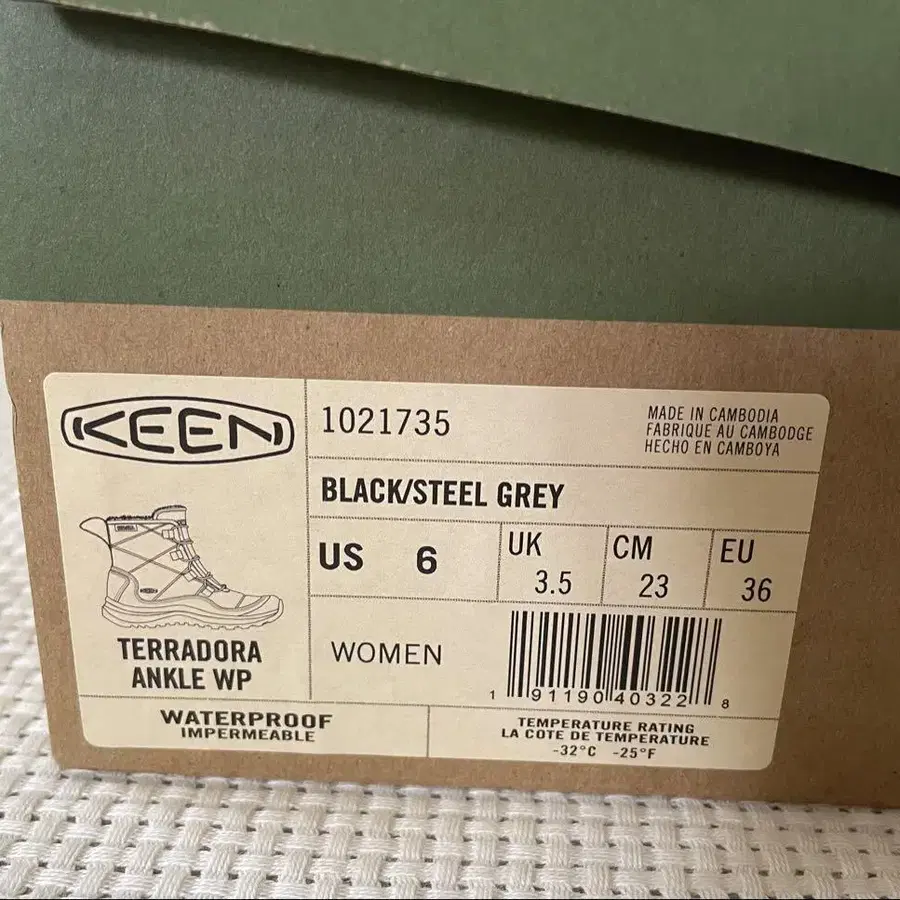 KEEN
1021735
MADE IN CAMBODIA
FABRIQUE AU CAMBODGE
HECHO EN CAMBOYA
BLACK/STEEL GREY
US 6
UK 3.5
CM 23
EU 36
TERRADORA
ANKLE WP
WOMEN
1 91190 40322 8
WATERPROOF
IMPERMEABLE
TEMPERATURE RATING
LA COTE DE TEMPERATURE
-32°C -25°F